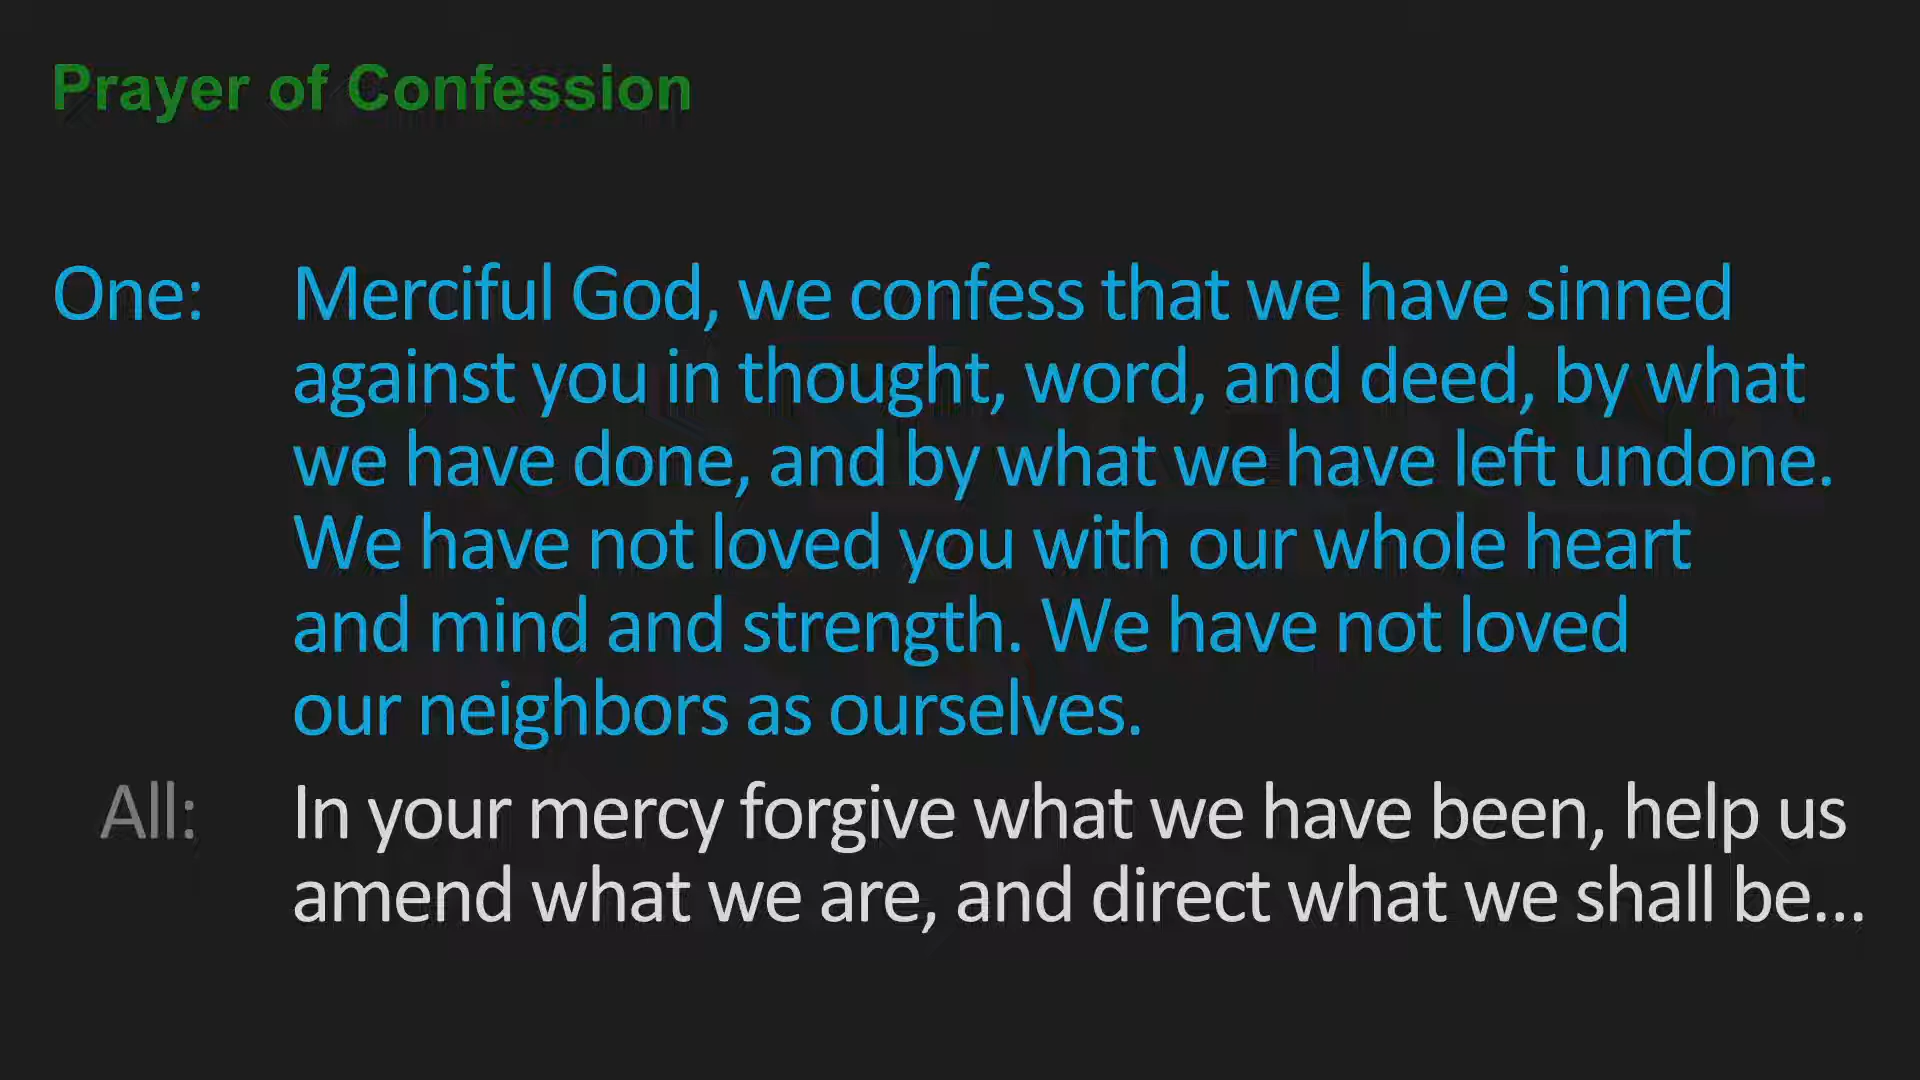 Prayer of Confession
One: Merciful God, we confess that we have sinned
against you in thought, word, and deed, by what
we have done, and by what we have left undone.
We have not loved you with our whole heart
and mind and strength. We have not loved
our neighbors as ourselves.
All: In your mercy forgive what we have been, help us
amend what we are, and direct what we shall be...